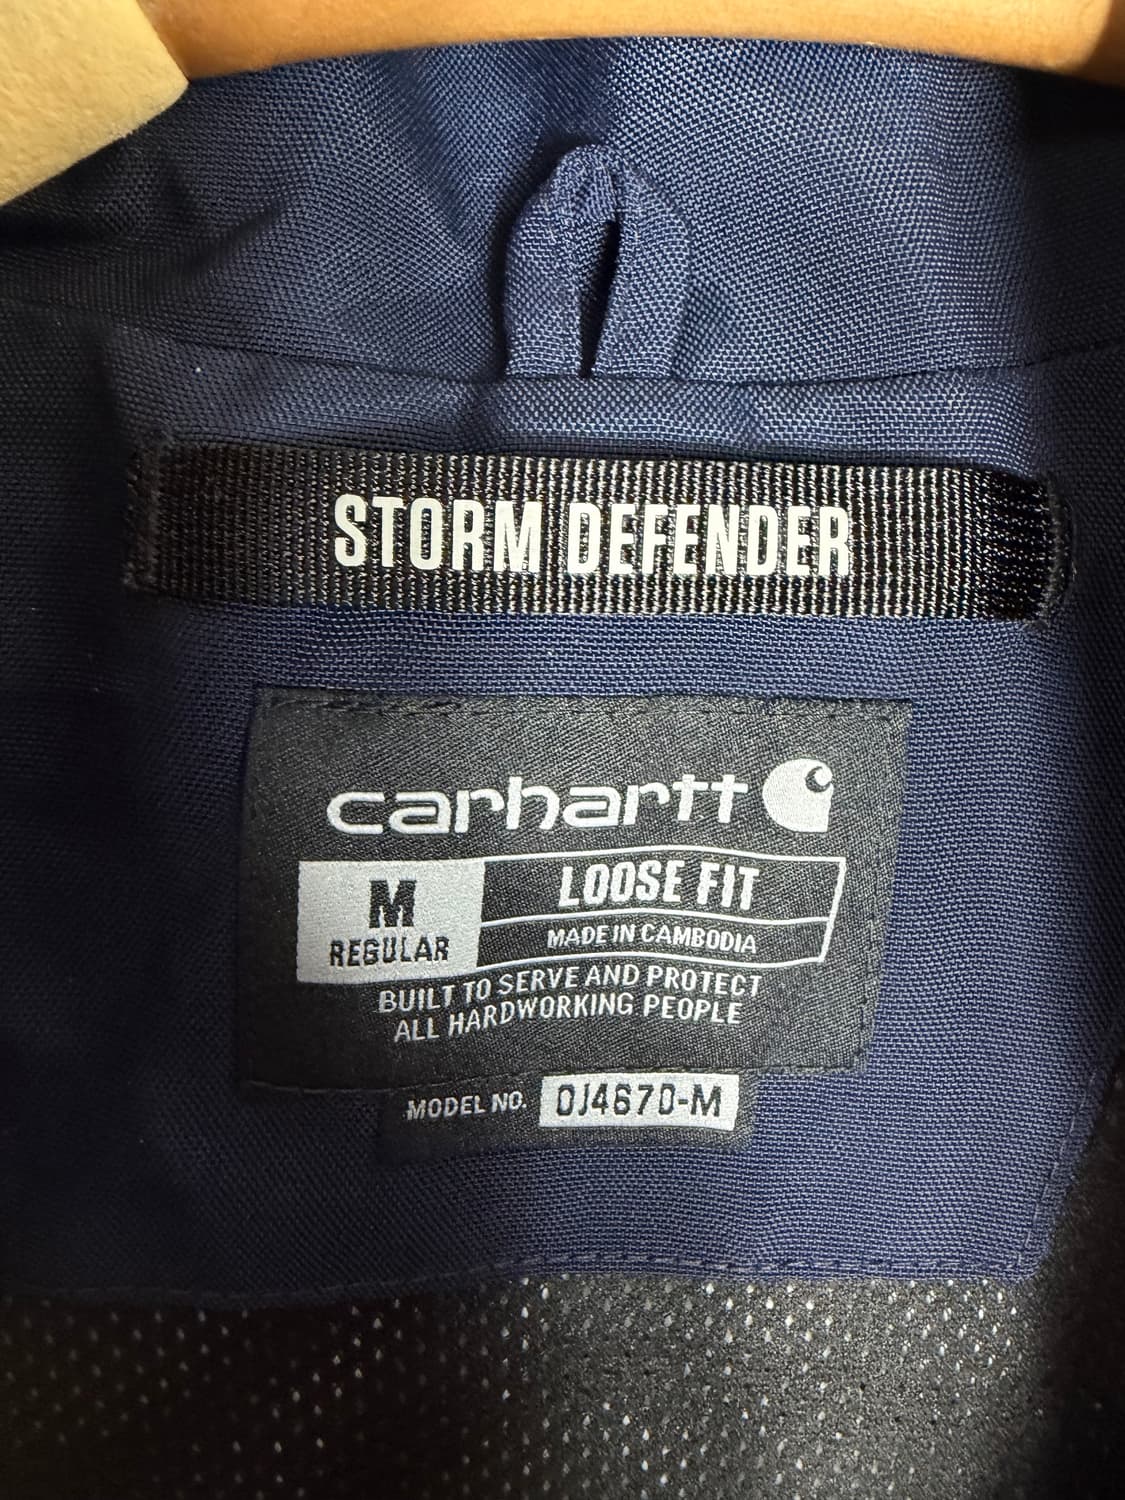 STORM DEFENDER
carhartt
M
REGULAR
LOOSE FIT
MADE IN CAMBODIA
BUILT TO SERVE AND PROTECT
ALL HARDWORKING PEOPLE
MODEL NO. OJ4670-M